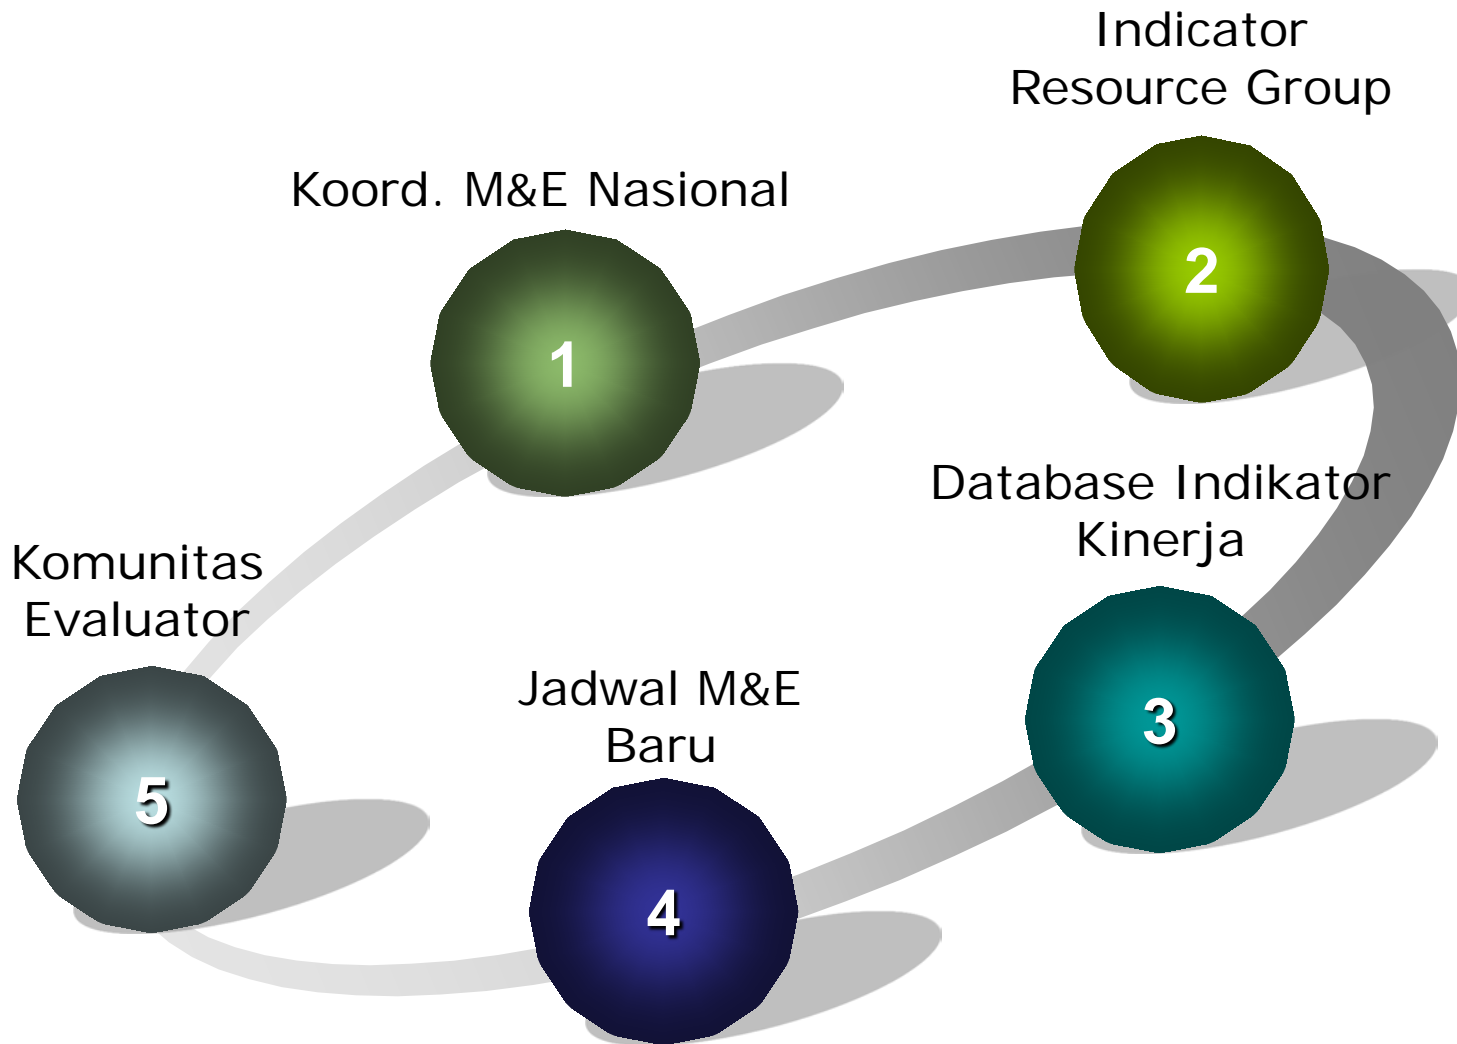 Koord. M&E Nasional
1
Indicator
Resource Group
2
Database Indikator
Kinerja
3
Jadwal M&E
Baru
4
Komunitas
Evaluator
5